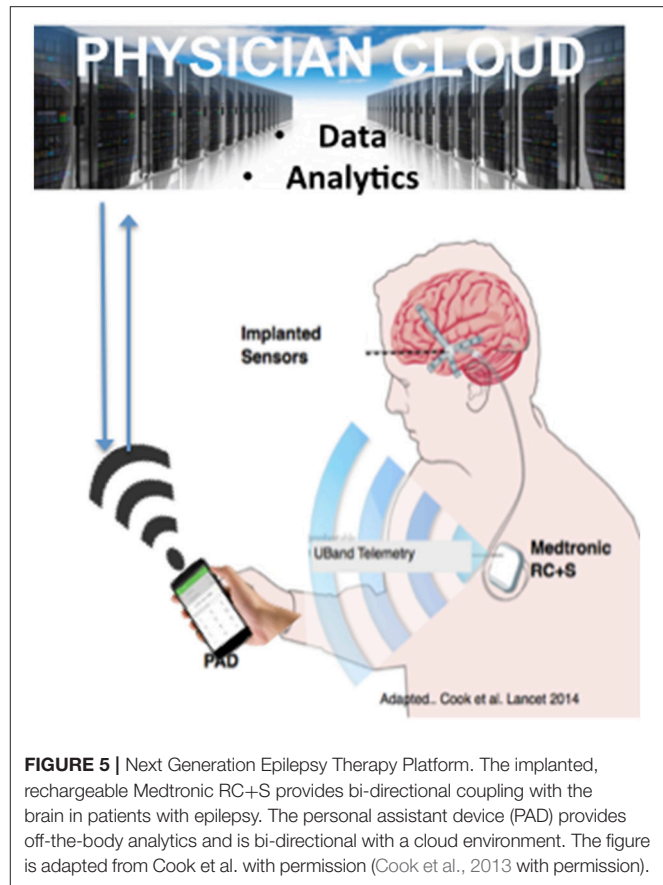 PHYSICIAN CLOUD
• Data
• Analytics
Implanted
Sensors
UBand Telemetry
Medtronic
RC+S
PAD
Adapted.. Cook et al. Lancet 2014
FIGURE 5 | Next Generation Epilepsy Therapy Platform. The implanted,
rechargeable Medtronic RC+S provides bi-directional coupling with the
brain in patients with epilepsy. The personal assistant device (PAD) provides
off-the-body analytics and is bi-directional with a cloud environment. The figure
is adapted from Cook et al. with permission (Cook et al., 2013 with permission).